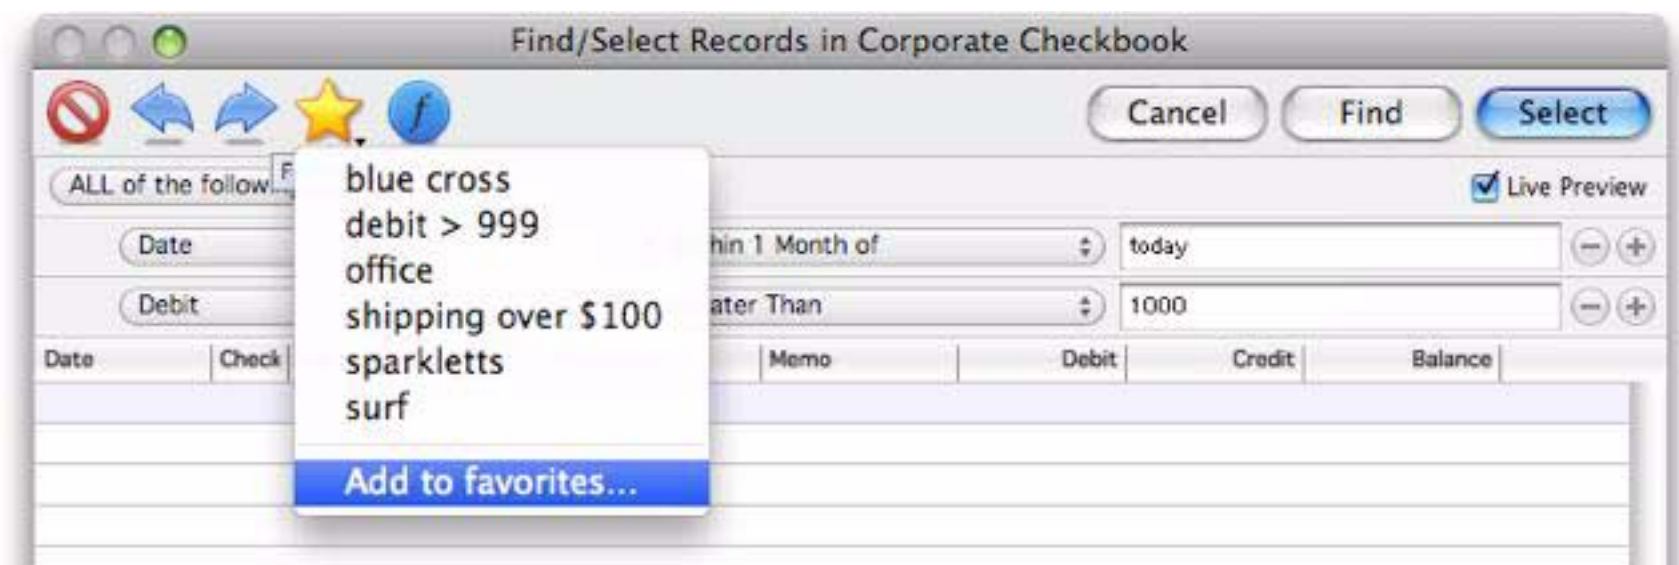 Find/Select Records in Corporate Checkbook
f
Cancel Find Select
ALL of the follow...
Live Preview
blue cross
debit > 999
office
shipping over $100
sparkletts
surf
Add to favorites...
Date hin 1 Month of today
Debit ater Than 1000
Date Check Memo Debit Credit Balance